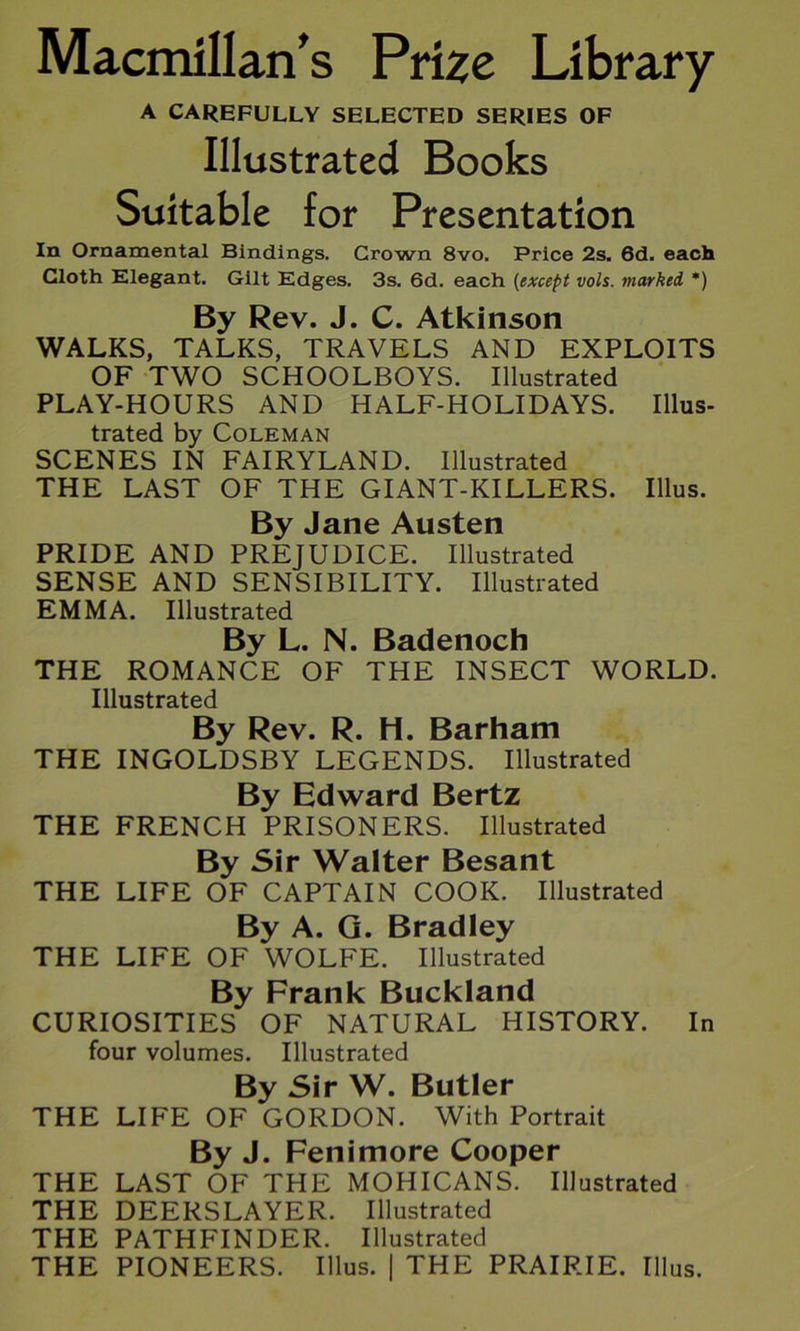 Macmillan's Prize Library
A CAREFULLY SELECTED SERIES OF
Illustrated Books
Suitable for Presentation
In Ornamental Bindings. Crown 8vo. Price 2s. 6d. each
Cloth Elegant. Gilt Edges. 3s. 6d. each (except vols. marked *)
By Rev. J. C. Atkinson
WALKS, TALKS, TRAVELS AND EXPLOITS
OF TWO SCHOOLBOYS. Illustrated
PLAY-HOURS AND HALF-HOLIDAYS. Illus-
trated by COLEMAN
SCENES IN FAIRYLAND. Illustrated
THE LAST OF THE GIANT-KILLERS. Illus.
By Jane Austen
PRIDE AND PREJUDICE. Illustrated
SENSE AND SENSIBILITY. Illustrated
EMMA. Illustrated
By L. N. Badenoch
THE ROMANCE OF THE INSECT WORLD.
Illustrated
By Rev. R. H. Barham
THE INGOLDSBY LEGENDS. Illustrated
By Edward Bertz
THE FRENCH PRISONERS. Illustrated
By Sir Walter Besant
THE LIFE OF CAPTAIN COOK. Illustrated
By A. G. Bradley
THE LIFE OF WOLFE. Illustrated
By Frank Buckland
CURIOSITIES OF NATURAL HISTORY. In
four volumes. Illustrated
By Sir W. Butler
THE LIFE OF GORDON. With Portrait
By J. Fenimore Cooper
THE LAST OF THE MOHICANS. Illustrated
THE DEERSLAYER. Illustrated
THE PATHFINDER. Illustrated
THE PIONEERS. Illus. | THE PRAIRIE. Illus.